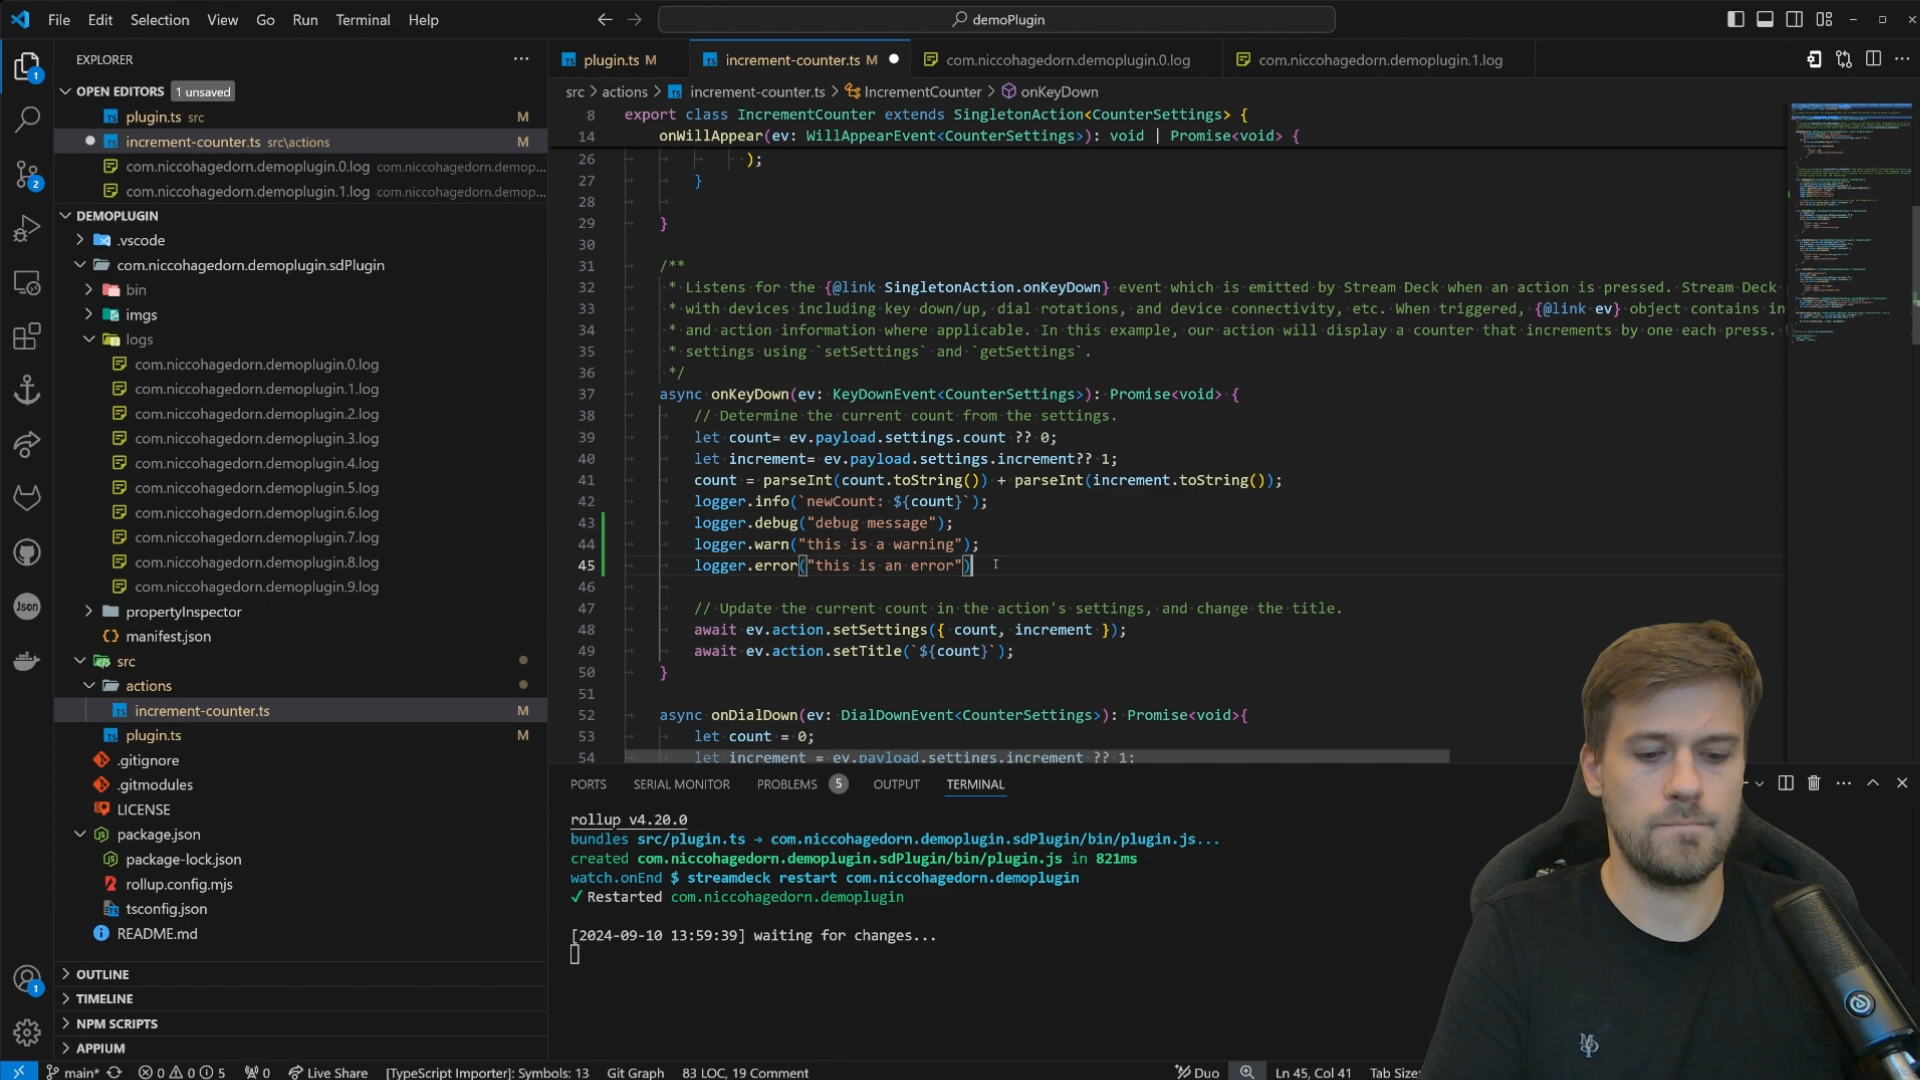 File Edit Selection View Go Run Terminal Help
demoPlugin
EXPLORER
plugin.ts M
increment-counter.ts M
com.niccohagedorn.demoplugin.0.log
com.niccohagedorn.demoplugin.1.log
OPEN EDITORS 1 unsaved
plugin.ts src M
increment-counter.ts src\actions M
com.niccohagedorn.demoplugin.0.log com.niccohagedorn.demop...
com.niccohagedorn.demoplugin.1.log com.niccohagedorn.demop...
DEMOPLUGIN
.vscode
com.niccohagedorn.demoplugin.sdPlugin
bin
imgs
logs
com.niccohagedorn.demoplugin.0.log
com.niccohagedorn.demoplugin.1.log
com.niccohagedorn.demoplugin.2.log
com.niccohagedorn.demoplugin.3.log
com.niccohagedorn.demoplugin.4.log
com.niccohagedorn.demoplugin.5.log
com.niccohagedorn.demoplugin.6.log
com.niccohagedorn.demoplugin.7.log
com.niccohagedorn.demoplugin.8.log
com.niccohagedorn.demoplugin.9.log
propertyInspector
manifest.json
src
actions
increment-counter.ts M
plugin.ts M
.gitignore
.gitmodules
LICENSE
package.json
package-lock.json
rollup.config.mjs
tsconfig.json
README.md
OUTLINE
TIMELINE
NPM SCRIPTS
APPIUM
src > actions > increment-counter.ts > IncrementCounter > onKeyDown
8 export class IncrementCounter extends SingletonAction<CounterSettings> {
14 onWillAppear(ev: WillAppearEvent<CounterSettings>): void | Promise<void> {
26 );
27 }
28
29 }
30
31 /**
32 * Listens for the {@link SingletonAction.onKeyDown} event which is emitted by Stream Deck when an action is pressed. Stream Deck
33 * with devices including key down/up, dial rotations, and device connectivity, etc. When triggered, {@link ev} object contains in
34 * and action information where applicable. In this example, our action will display a counter that increments by one each press.
35 * settings using `setSettings` and `getSettings`.
36 */
37 async onKeyDown(ev: KeyDownEvent<CounterSettings>): Promise<void> {
38 // Determine the current count from the settings.
39 let count= ev.payload.settings.count ?? 0;
40 let increment= ev.payload.settings.increment?? 1;
41 count = parseInt(count.toString()) + parseInt(increment.toString());
42 logger.info(`newCount: ${count}`);
43 logger.debug("debug message");
44 logger.warn("this is a warning");
45 logger.error("this is an error")
46
47 // Update the current count in the action's settings, and change the title.
48 await ev.action.setSettings({ count, increment });
49 await ev.action.setTitle(`${count}`);
50 }
51
52 async onDialDown(ev: DialDownEvent<CounterSettings>): Promise<void>{
53 let count = 0;
54 let increment = ev.payload.settings.increment ?? 1;
PORTS SERIAL MONITOR PROBLEMS 5 OUTPUT TERMINAL
rollup v4.20.0
bundles src/plugin.ts → com.niccohagedorn.demoplugin.sdPlugin/bin/plugin.js...
created com.niccohagedorn.demoplugin.sdPlugin/bin/plugin.js in 821ms
watch.onEnd $ streamdeck restart com.niccohagedorn.demoplugin
✓ Restarted com.niccohagedorn.demoplugin
[2024-09-10 13:59:39] waiting for changes...
1
2
Json
1
main* 0 0 5 0 Live Share [TypeScript Importer]: Symbols: 13 Git Graph 83 LOC, 19 Comment Duo Ln 45, Col 41 Tab Size: